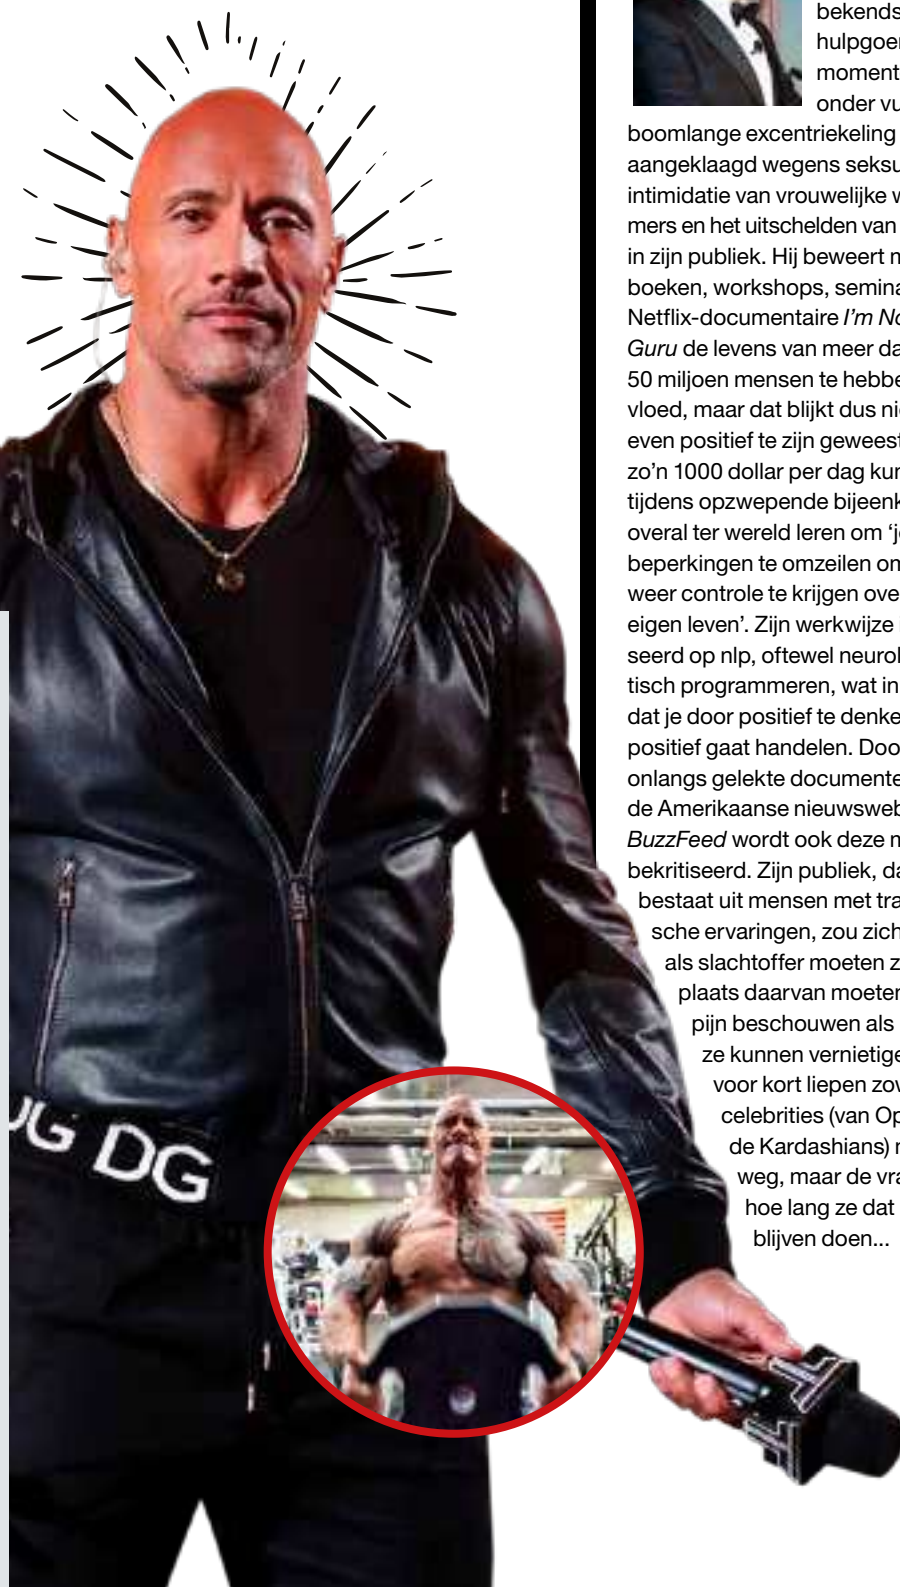 bekends
hulpgoer
moment
onder vu
boomlange excentriekeling
aangeklaagd wegens seksu
intimidatie van vrouwelijke v
mers en het uitschelden van
in zijn publiek. Hij beweert m
boeken, workshops, semina
Netflix-documentaire I’m No
Guru de levens van meer da
50 miljoen mensen te hebbe
vloed, maar dat blijkt dus nie
even positief te zijn geweest
zo’n 1000 dollar per dag kun
tijdens opzwepende bijeenk
overal ter wereld leren om ‘je
beperkingen te omzeilen om
weer controle te krijgen over
eigen leven’. Zijn werkwijze i
seerd op nlp, oftewel neurol
tisch programmeren, wat in
dat je door positief te denke
positief gaat handelen. Doo
onlangs gelekte documente
de Amerikaanse nieuwsweb
BuzzFeed wordt ook deze m
bekritiseerd. Zijn publiek, da
bestaat uit mensen met tra
sche ervaringen, zou zich
als slachtoffer moeten z
plaats daarvan moeten
pijn beschouwen als
ze kunnen vernietige
voor kort liepen zow
celebrities (van Op
de Kardashians) m
weg, maar de vra
hoe lang ze dat
blijven doen...
UG DG